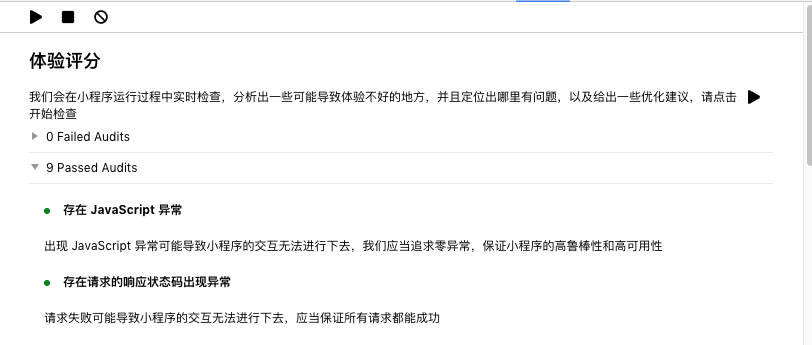 体验评分
我们会在小程序运行过程中实时检查，分析出一些可能导致体验不好的地方，并且定位出哪里有问题，以及给出一些优化建议，请点击
开始检查
0 Failed Audits
9 Passed Audits
存在 JavaScript 异常
出现 JavaScript 异常可能导致小程序的交互无法进行下去，我们应当追求零异常，保证小程序的高鲁棒性和高可用性
存在请求的响应状态码出现异常
请求失败可能导致小程序的交互无法进行下去，应当保证所有请求都能成功